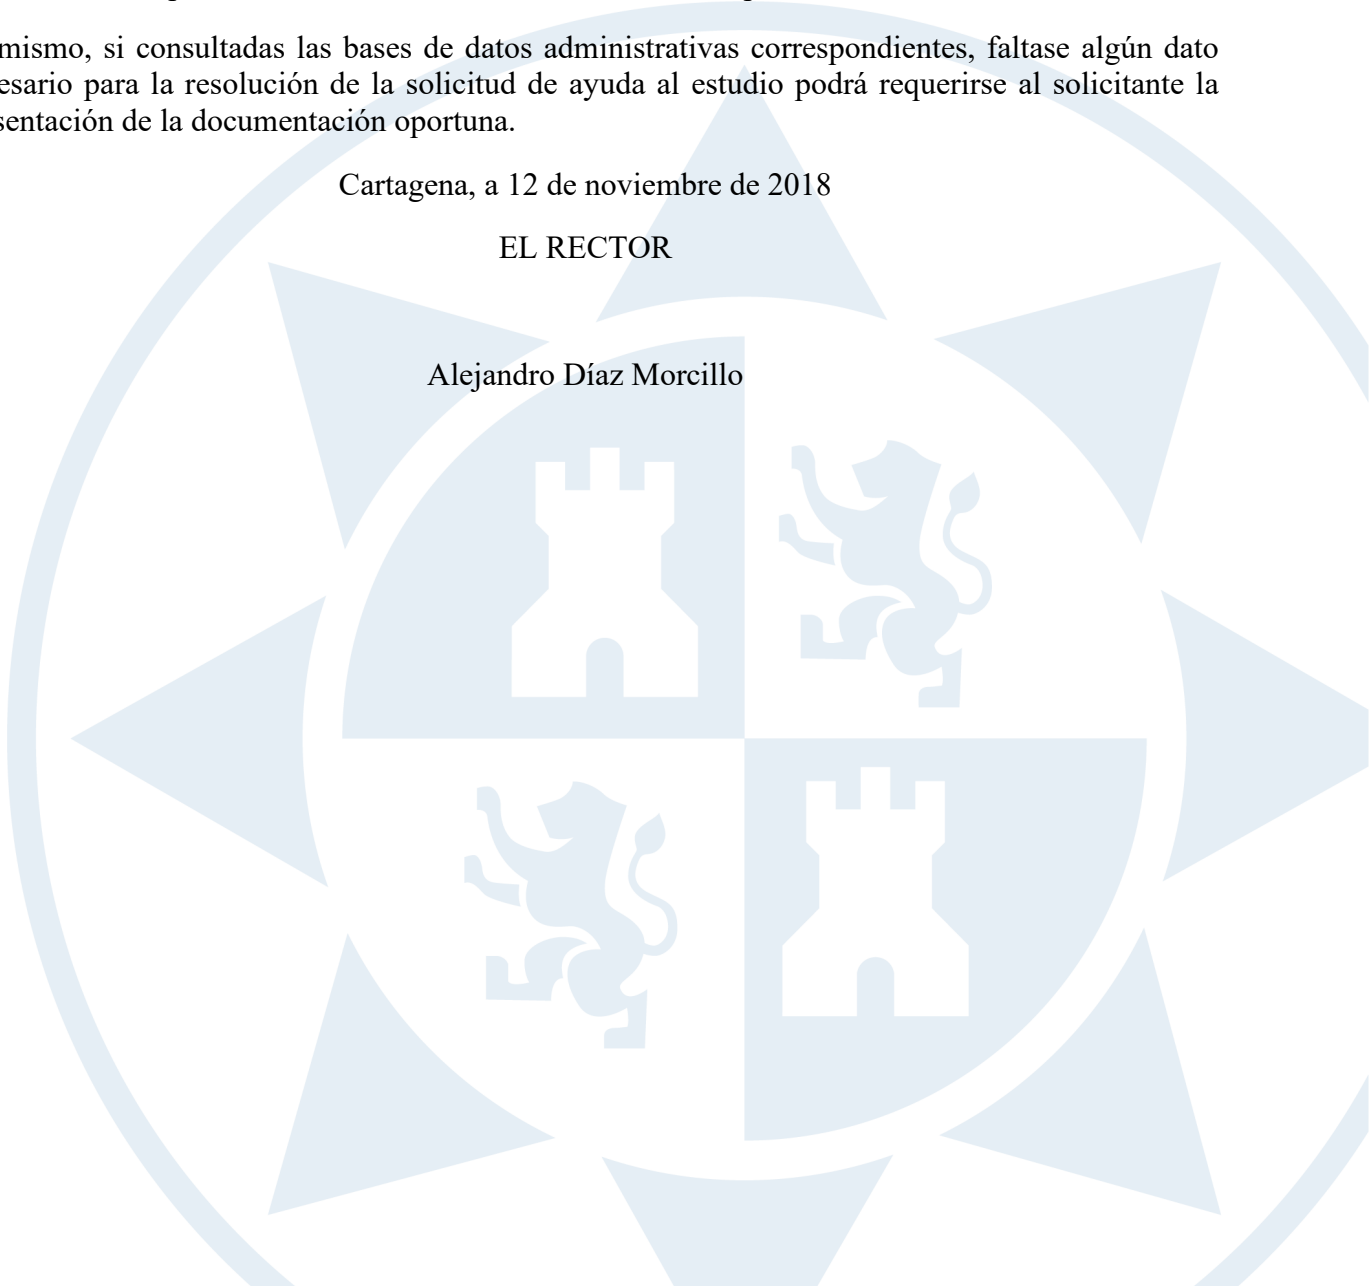 mismo, si consultadas las bases de datos administrativas correspondientes, faltase algún dato
esario para la resolución de la solicitud de ayuda al estudio podrá requerirse al solicitante la
sentación de la documentación oportuna.
Cartagena, a 12 de noviembre de 2018
EL RECTOR
Alejandro Díaz Morcillo